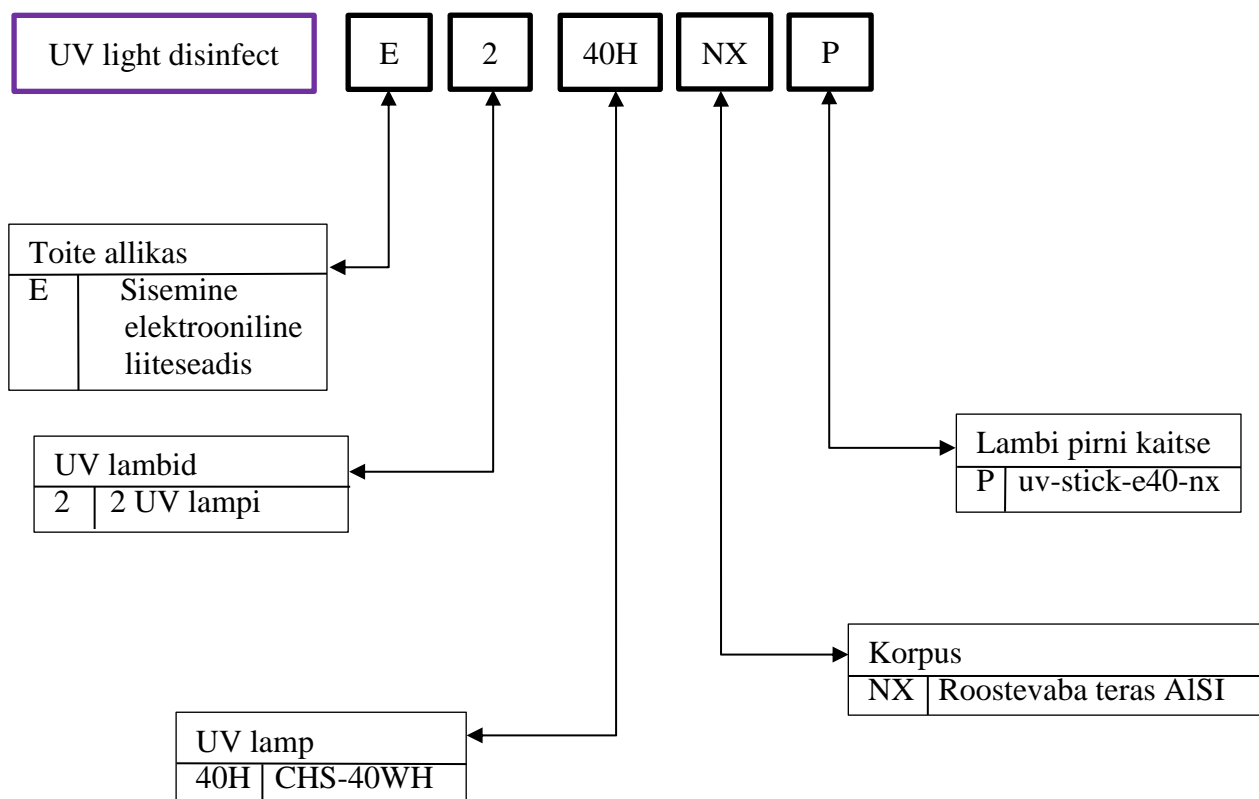 UV light disinfect E 2 40H NX P
Toite allikas
E Sisemine
elektrooniline
liiteseadis
UV lambid
2 2 UV lampi
Lambi pirni kaitse
P uv-stick-e40-nx
Korpus
NX Roostevaba teras AlSI
UV lamp
40H CHS-40WH